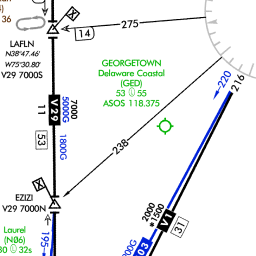 36
275
14
LAFLN
N38°47.46'
W75°30.80'
V29 7000S
GEORGETOWN
Delaware Coastal
(GED)
53 55
ASOS 118.375
220
216
V29
11
7000
5000G
1800G
53
238
EZIZI
V29 7000N
2000
*1500
V1
31
Laurel
(N06)
30 32s
195
00G